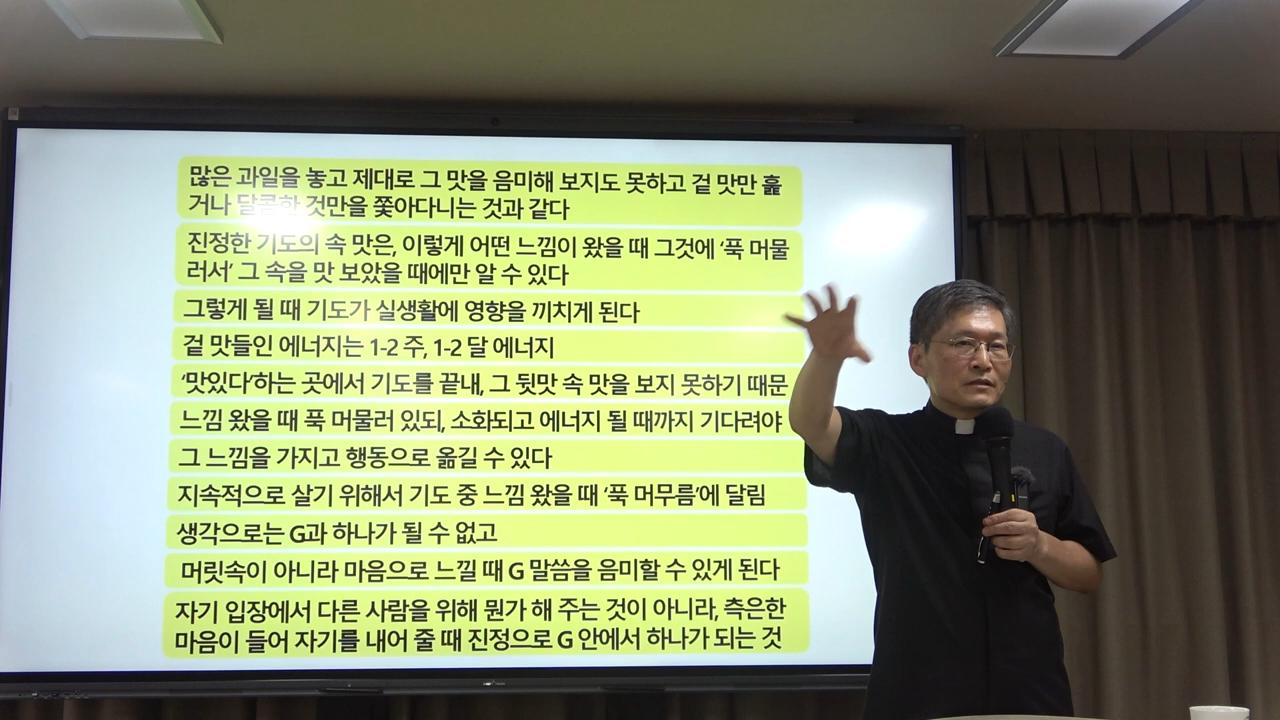 많은 과일을 놓고 제대로 그 맛을 음미해 보지도 못하고 겉 맛만 훑
거나 달콤한 것만을 쫓아다니는 것과 같다
진정한 기도의 속 맛은, 이렇게 어떤 느낌이 왔을 때 그것에 ‘푹 머물
러서’ 그 속을 맛 보았을 때에만 알 수 있다
그렇게 될 때 기도가 실생활에 영향을 끼치게 된다
겉 맛들인 에너지는 1-2 주, 1-2 달 에너지
‘맛있다’하는 곳에서 기도를 끝내, 그 뒷맛 속 맛을 보지 못하기 때문
느낌 왔을 때 푹 머물러 있되, 소화되고 에너지 될 때까지 기다려야
그 느낌을 가지고 행동으로 옮길 수 있다
지속적으로 살기 위해서 기도 중 느낌 왔을 때 ‘푹 머무름’에 달림
생각으로는 G과 하나가 될 수 없고
머릿속이 아니라 마음으로 느낄 때 G 말씀을 음미할 수 있게 된다
자기 입장에서 다른 사람을 위해 뭔가 해 주는 것이 아니라, 측은한
마음이 들어 자기를 내어 줄 때 진정으로 G 안에서 하나가 되는 것